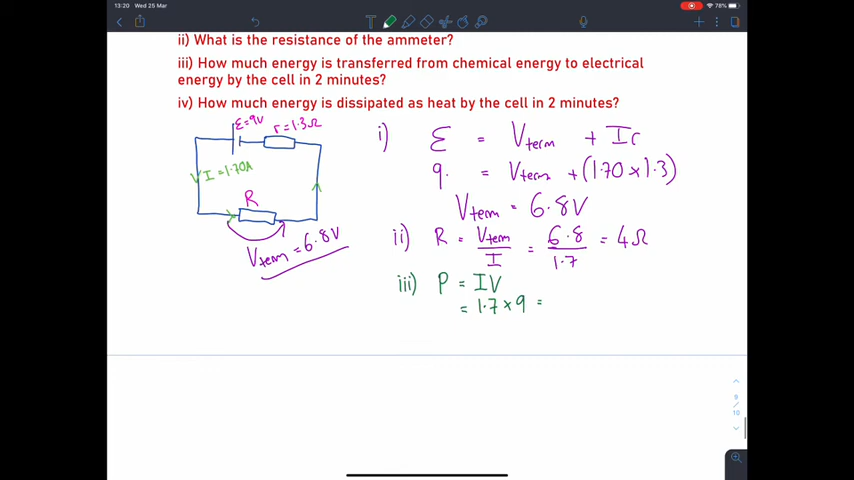 13:20 Wed 25 Mar
78%
ii) What is the resistance of the ammeter?
iii) How much energy is transferred from chemical energy to electrical
energy by the cell in 2 minutes?
iv) How much energy is dissipated as heat by the cell in 2 minutes?
ε=9V
r=1.3Ω
I=1.70A
R
Vterm = 6.8V
i) ε = Vterm + Ir
9. = Vterm + (1.70 x 1.3)
Vterm = 6.8V
ii) R = Vterm/I = 6.8/1.7 = 4Ω
iii) P = IV
= 1.7 x 9 =
9
/
10